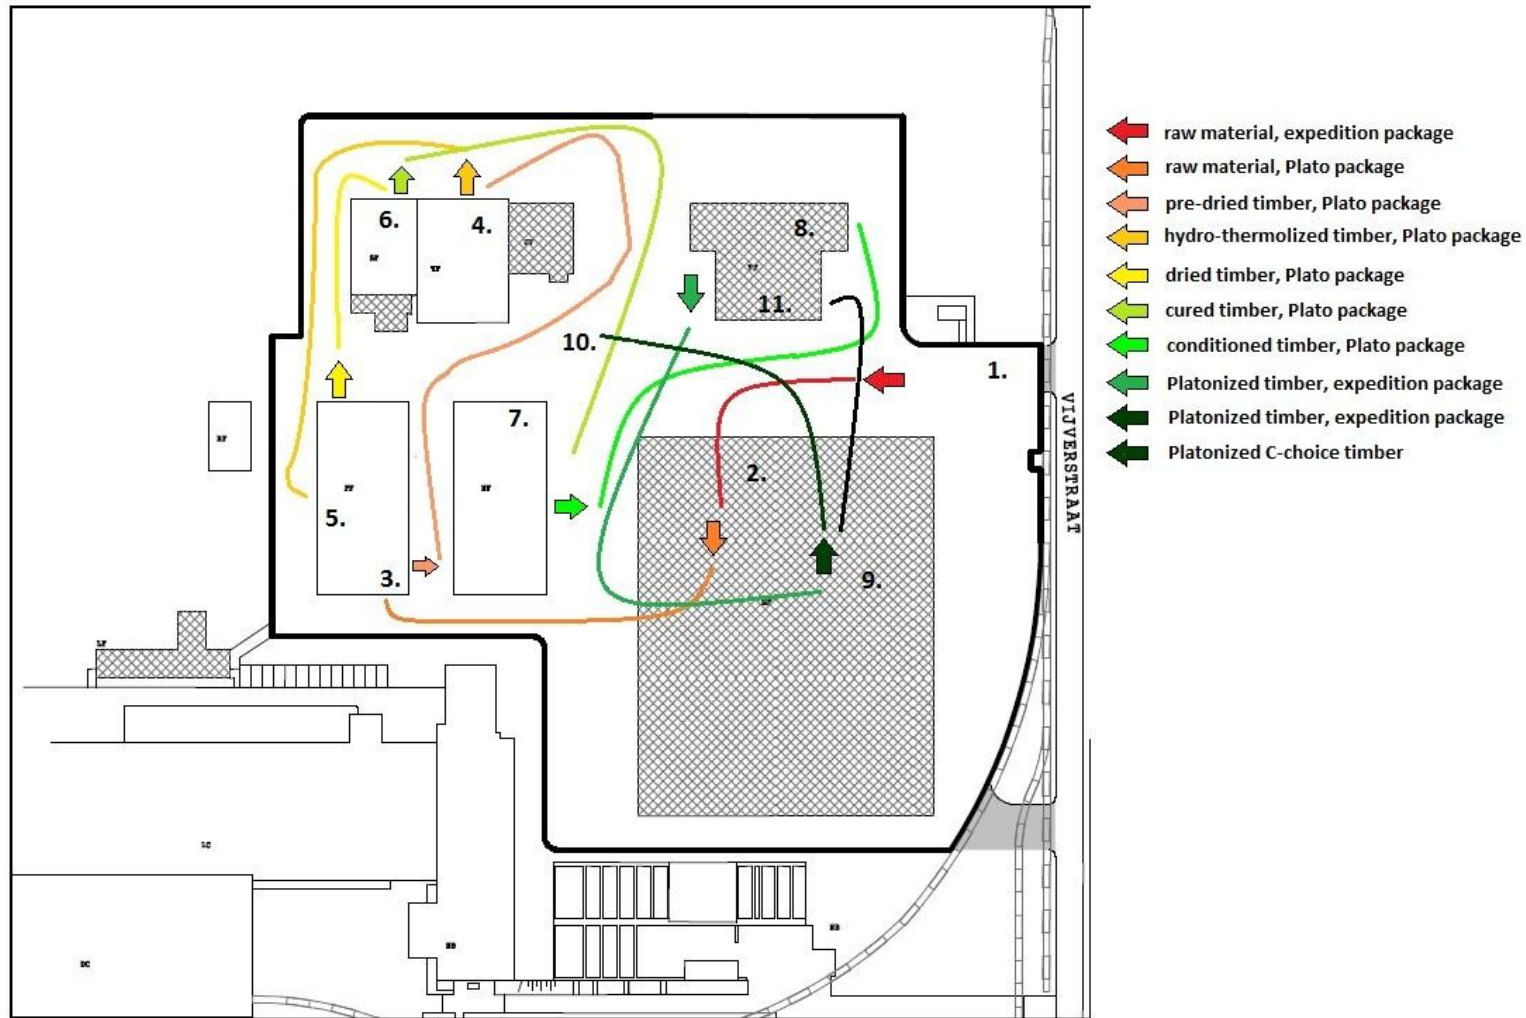 raw material, expedition package
raw material, Plato package
pre-dried timber, Plato package
hydro-thermolized timber, Plato package
dried timber, Plato package
cured timber, Plato package
conditioned timber, Plato package
Platonized timber, expedition package
Platonized timber, expedition package
Platonized C-choice timber
6.
4.
8.
11.
10.
1.
7.
2.
5.
3.
9.
VIJVERSTRAAT